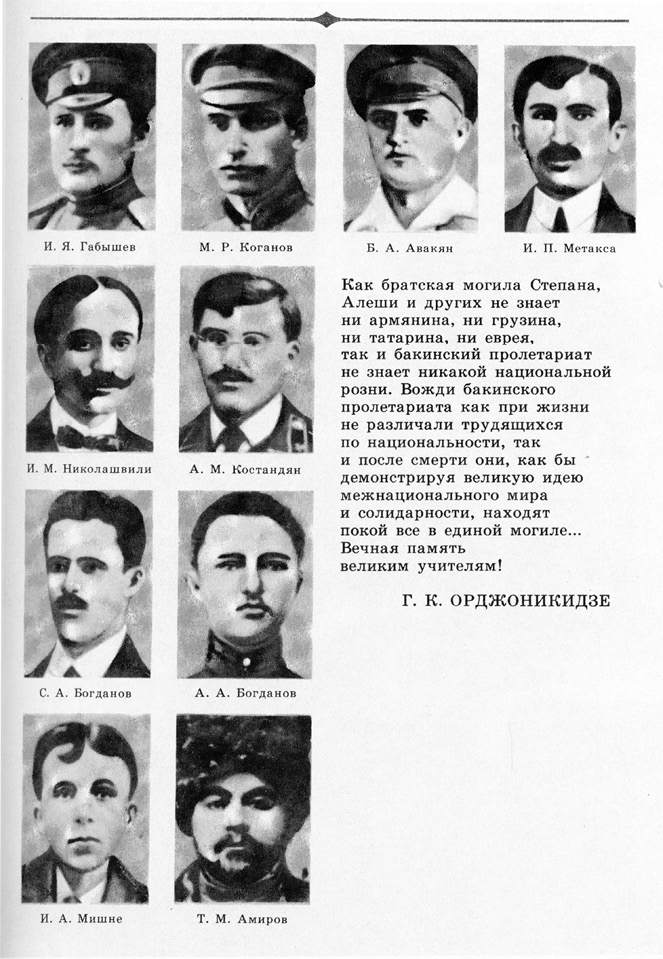 И. Я. Габышев
М. Р. Коганов
Б. А. Авакян
И. П. Метакса
И. М. Николашвили
А. М. Костандян
С. А. Богданов
А. А. Богданов
И. А. Мишне
Т. М. Амиров
Как братская могила Степана,
Алеши и других не знает
ни армянина, ни грузина,
ни татарина, ни еврея,
так и бакинский пролетариат
не знает никакой национальной
розни. Вожди бакинского
пролетариата как при жизни
не различали трудящихся
по национальности, так
и после смерти они, как бы
демонстрируя великую идею
межнационального мира
и солидарности, находят
покой все в единой могиле...
Вечная память
великим учителям!
Г. К. ОРДЖОНИКИДЗЕ